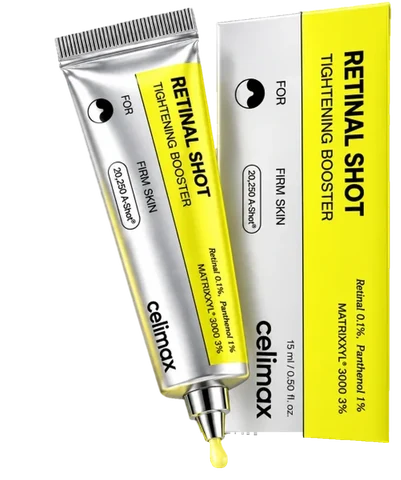 RETINAL SHOT
TIGHTENING BOOSTER
FOR
FIRM SKIN
20,250 A-Shot®
Retinal 0.1%, Panthenol 1%
MATRIXXYL® 3000 3%
celimax
RETINAL SHOT
TIGHTENING BOOSTER
FOR
FIRM SKIN
20,250 A-Shot®
Retinal 0.1%, Panthenol 1%
MATRIXXYL® 3000 3%
15 ml / 0.50 fl. oz.
celimax